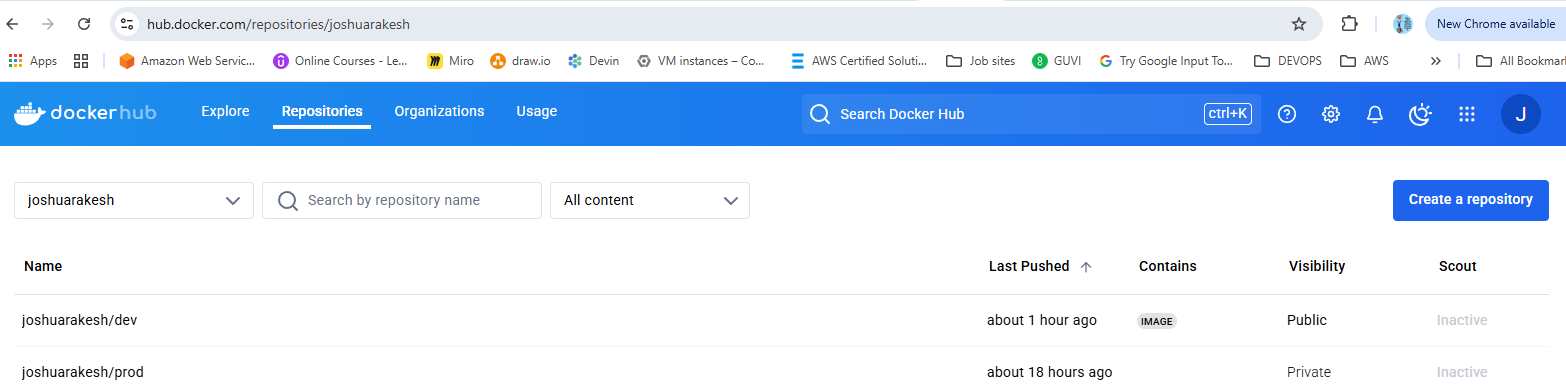 hub.docker.com/repositories/joshuarakesh
New Chrome available
Apps Amazon Web Servic... Online Courses - Le... Miro draw.io Devin VM instances – Co... AWS Certified Soluti... Job sites GUVI Try Google Input To... DEVOPS AWS » All Bookmar
dockerhub Explore Repositories Organizations Usage Search Docker Hub ctrl+K J
joshuarakesh Search by repository name All content Create a repository
Name Last Pushed Contains Visibility Scout
joshuarakesh/dev about 1 hour ago IMAGE Public Inactive
joshuarakesh/prod about 18 hours ago Private Inactive